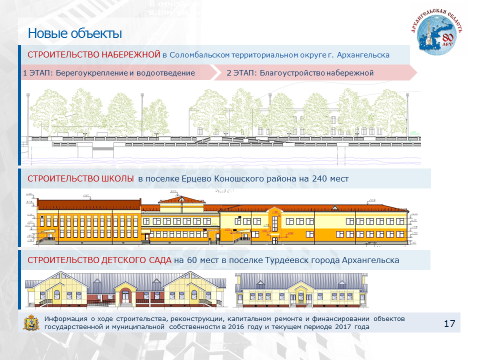 Новые объекты
АРХАНГЕЛЬСКАЯ ОБЛАСТЬ
80 ЛЕТ
СТРОИТЕЛЬСТВО НАБЕРЕЖНОЙ в Соломбальском территориальном округе г. Архангельска
1 ЭТАП: Берегоукрепление и водоотведение
2 ЭТАП: Благоустройство набережной
СТРОИТЕЛЬСТВО ШКОЛЫ в поселке Ерцево Коношского района на 240 мест
СТРОИТЕЛЬСТВО ДЕТСКОГО САДА на 60 мест в поселке Турдеевск города Архангельска
Информация о ходе строительства, реконструкции, капитальном ремонте и финансировании объектов
государственной и муниципальной собственности в 2016 году и текущем периоде 2017 года
17